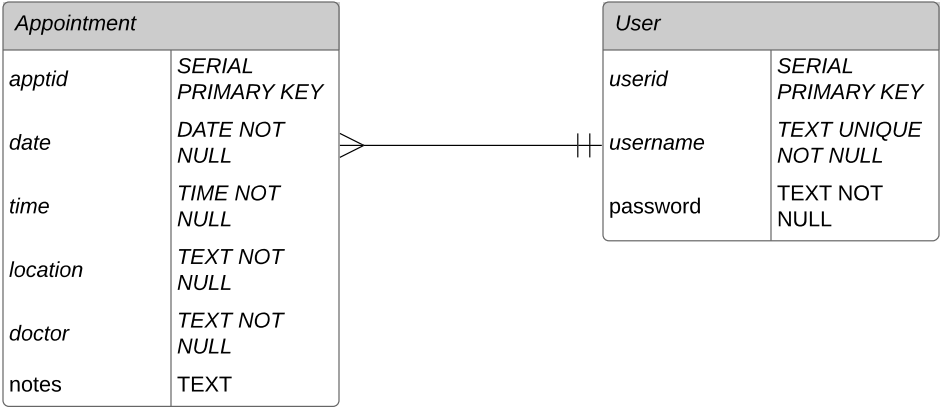 Appointment
apptid
SERIAL
PRIMARY KEY
date
DATE NOT
NULL
time
TIME NOT
NULL
location
TEXT NOT
NULL
doctor
TEXT NOT
NULL
notes
TEXT
User
userid
SERIAL
PRIMARY KEY
username
TEXT UNIQUE
NOT NULL
password
TEXT NOT
NULL